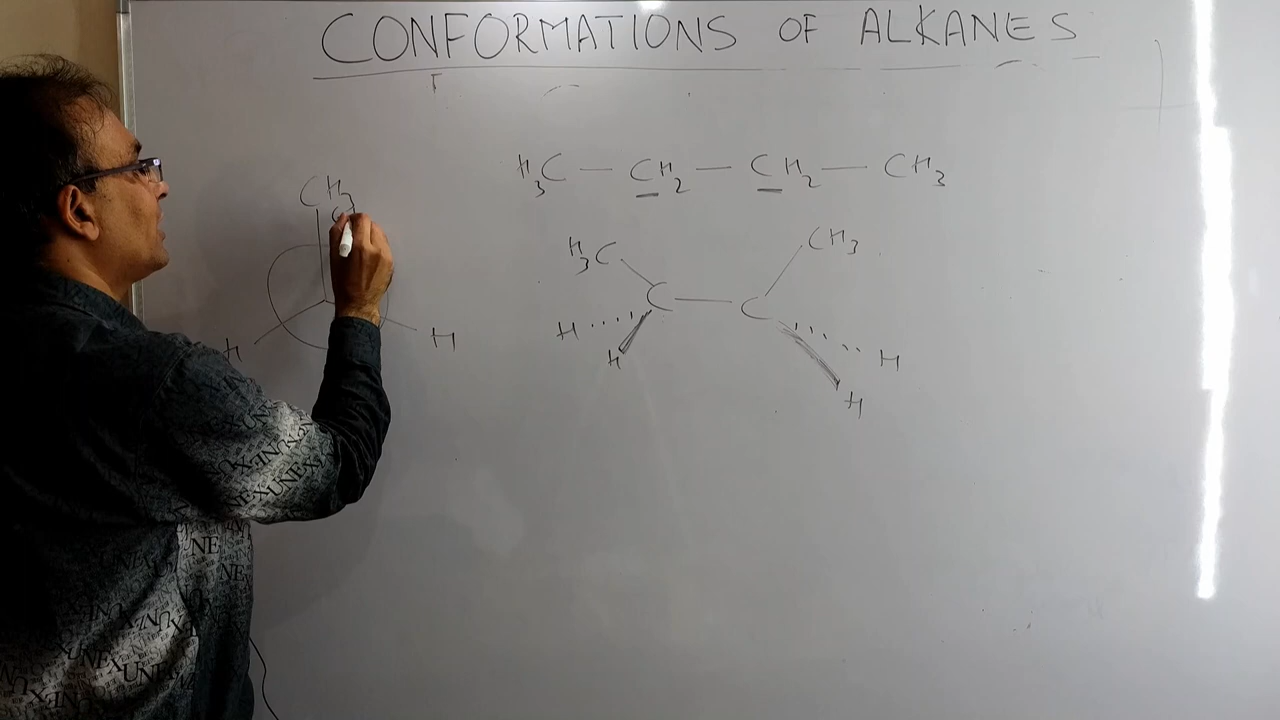 CONFORMATIONS OF ALKANES
H3C — CH2 — CH2 — CH3
CH3
H3C CH3
C — C
H H H
H H H